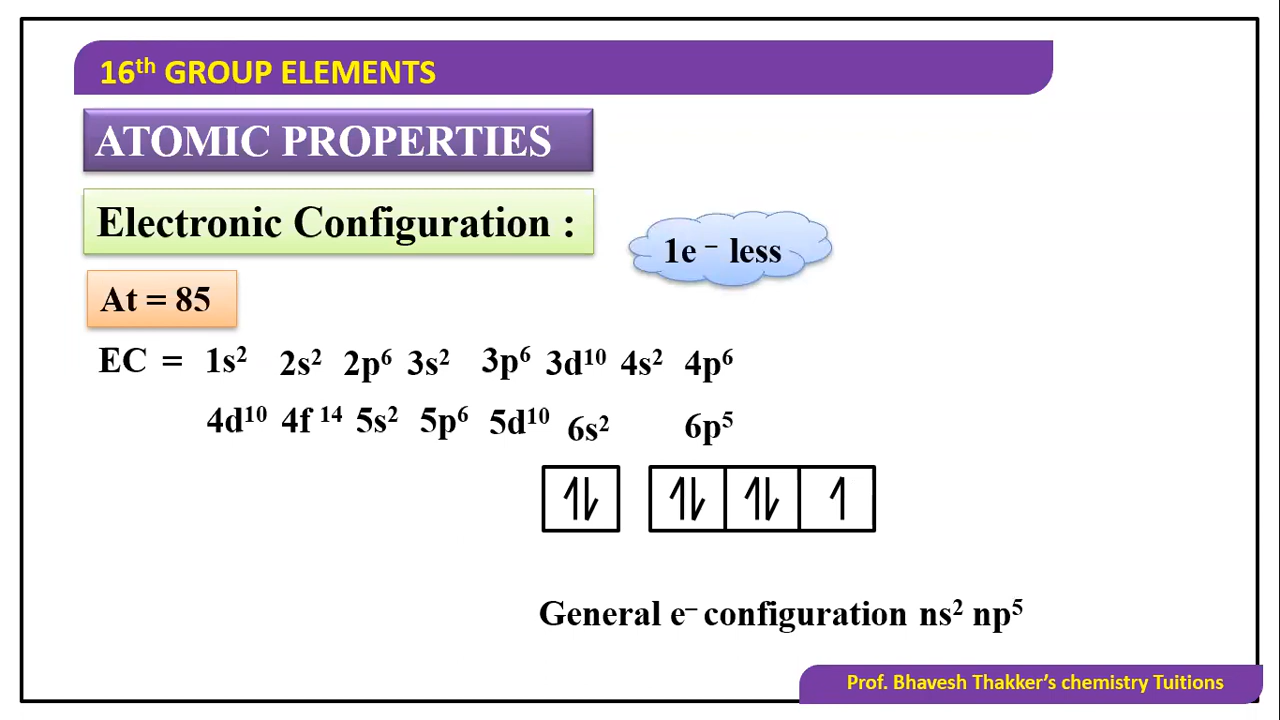 16ᵗʰ GROUP ELEMENTS
ATOMIC PROPERTIES
Electronic Configuration :
1e⁻ less
At = 85
EC = 1s² 2s² 2p⁶ 3s² 3p⁶ 3d¹⁰ 4s² 4p⁶
4d¹⁰ 4f¹⁴ 5s² 5p⁶ 5d¹⁰ 6s² 6p⁵
⥮ ⥮ ⥮ ↿
General e⁻ configuration ns² np⁵
Prof. Bhavesh Thakker’s chemistry Tuitions